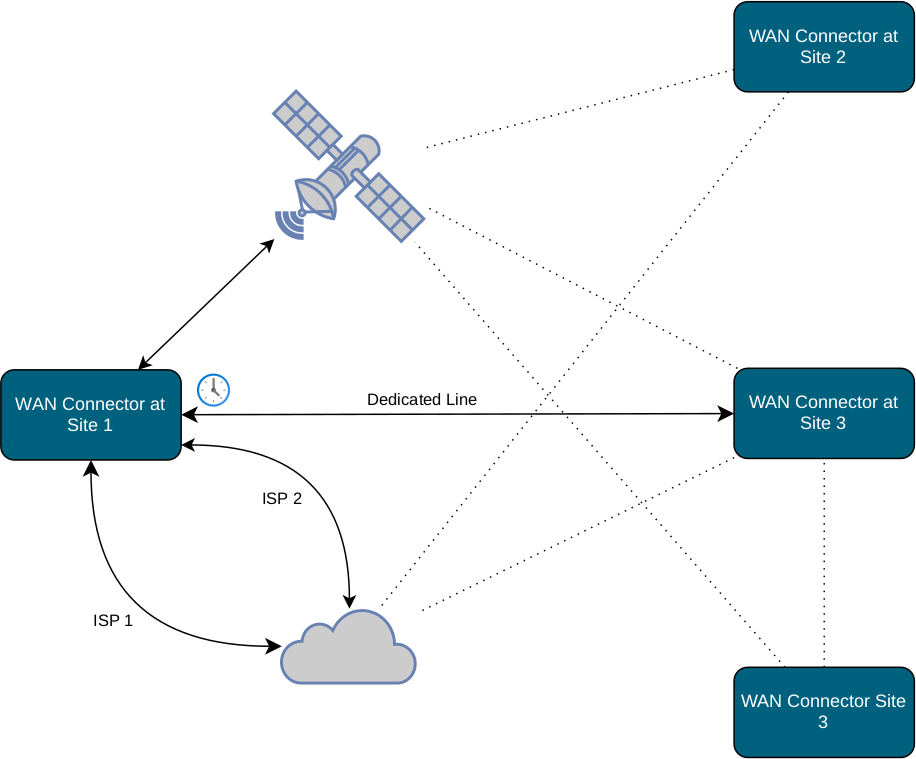 WAN Connector at
Site 2
WAN Connector at
Site 1
Dedicated Line
WAN Connector at
Site 3
ISP 2
ISP 1
WAN Connector Site
3